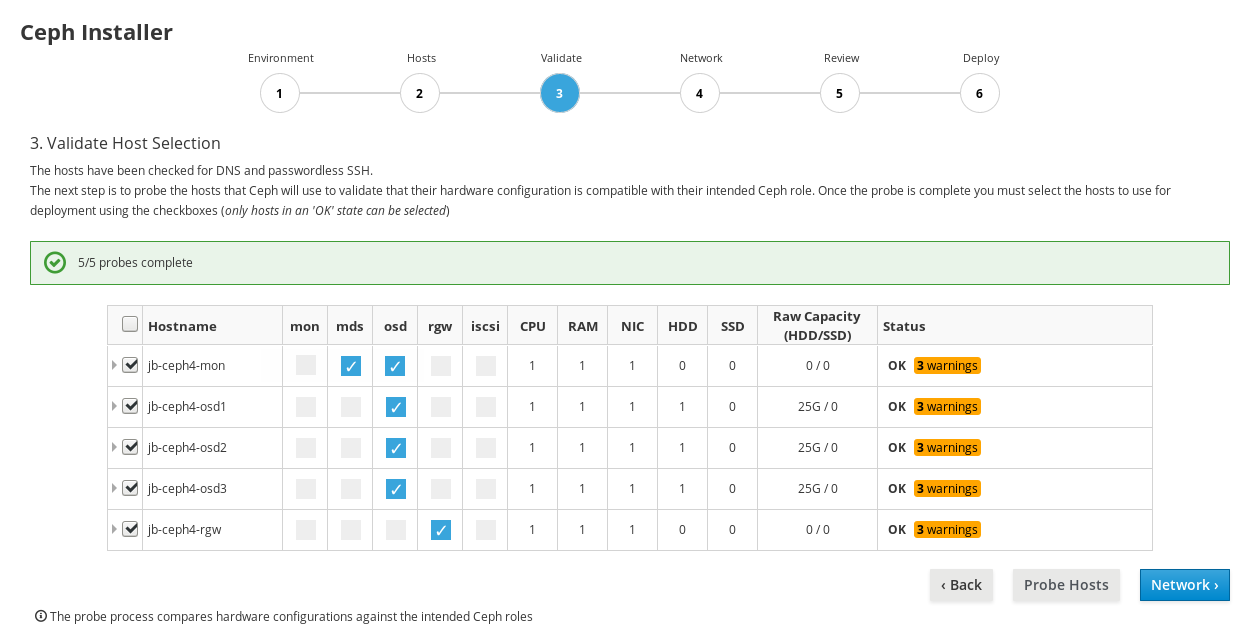 Ceph Installer
Environment Hosts Validate Network Review Deploy
1 2 3 4 5 6
3. Validate Host Selection
The hosts have been checked for DNS and passwordless SSH.
The next step is to probe the hosts that Ceph will use to validate that their hardware configuration is compatible with their intended Ceph role. Once the probe is complete you must select the hosts to use for
deployment using the checkboxes (only hosts in an 'OK' state can be selected)
5/5 probes complete
Hostname mon mds osd rgw iscsi CPU RAM NIC HDD SSD Raw Capacity (HDD/SSD) Status
jb-ceph4-mon ✓ ✓ 1 1 1 0 0 0 / 0 OK 3 warnings
jb-ceph4-osd1 ✓ 1 1 1 1 0 25G / 0 OK 3 warnings
jb-ceph4-osd2 ✓ 1 1 1 1 0 25G / 0 OK 3 warnings
jb-ceph4-osd3 ✓ 1 1 1 1 0 25G / 0 OK 3 warnings
jb-ceph4-rgw ✓ 1 1 1 0 0 0 / 0 OK 3 warnings
‹ Back Probe Hosts Network ›
The probe process compares hardware configurations against the intended Ceph roles